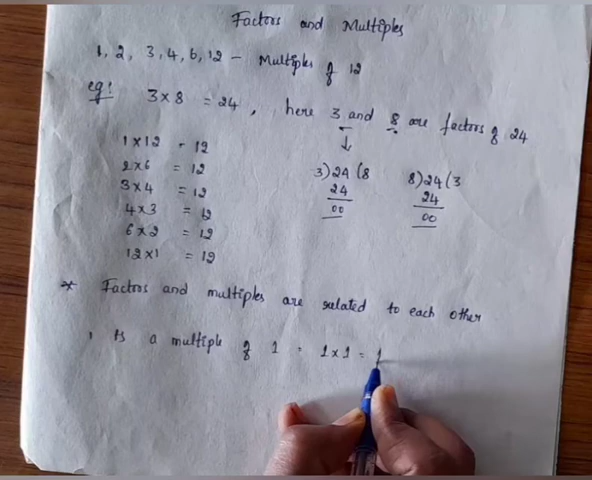 Factors and Multiples
1, 2, 3, 4, 6, 12 - Multiples of 12
eg: 3 x 8 = 24, here 3 and 8 are factors of 24
↓
1 x 12 = 12
2 x 6 = 12
3 x 4 = 12
4 x 3 = 12
6 x 2 = 12
12 x 1 = 12
3)24(8
24
00
8)24(3
24
00
* Factors and multiples are related to each other
1 is a multiple of 1 = 1 x 1 = 1